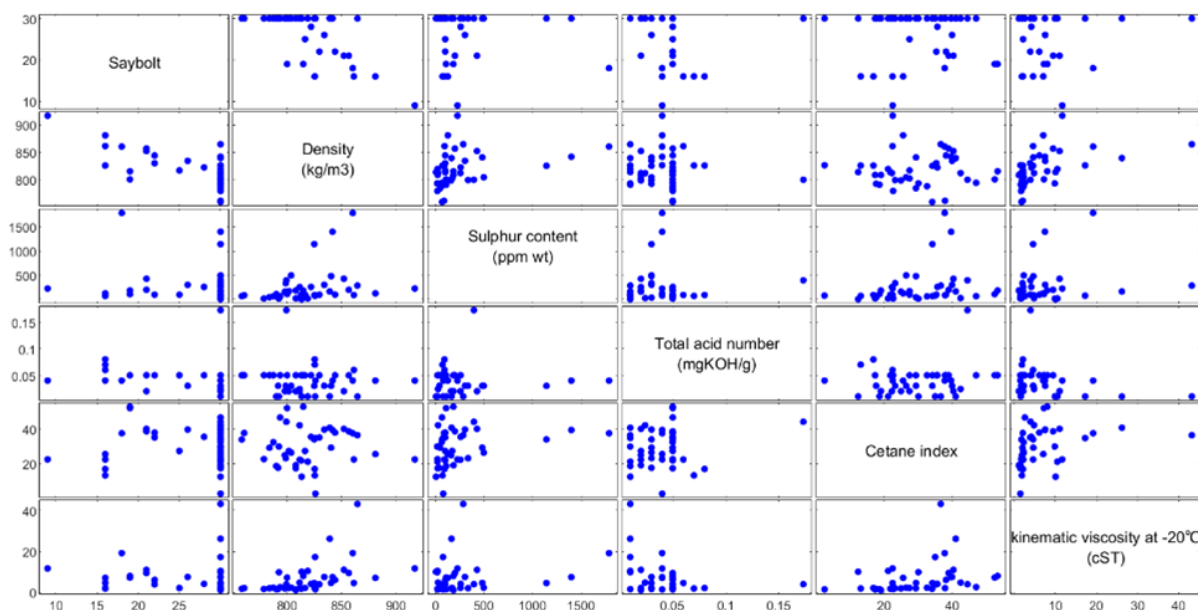 30
20
10
Saybolt
900
850
800
Density
(kg/m3)
1500
1000
500
0
Sulphur content
(ppm wt)
0.15
0.1
0.05
Total acid number
(mgKOH/g)
40
20
Cetane index
40
20
0
kinematic viscosity at -20℃
(cST)
10 15 20 25 800 850 900 0 500 1000 1500 0.05 0.1 0.15 20 40 0 10 20 30 40